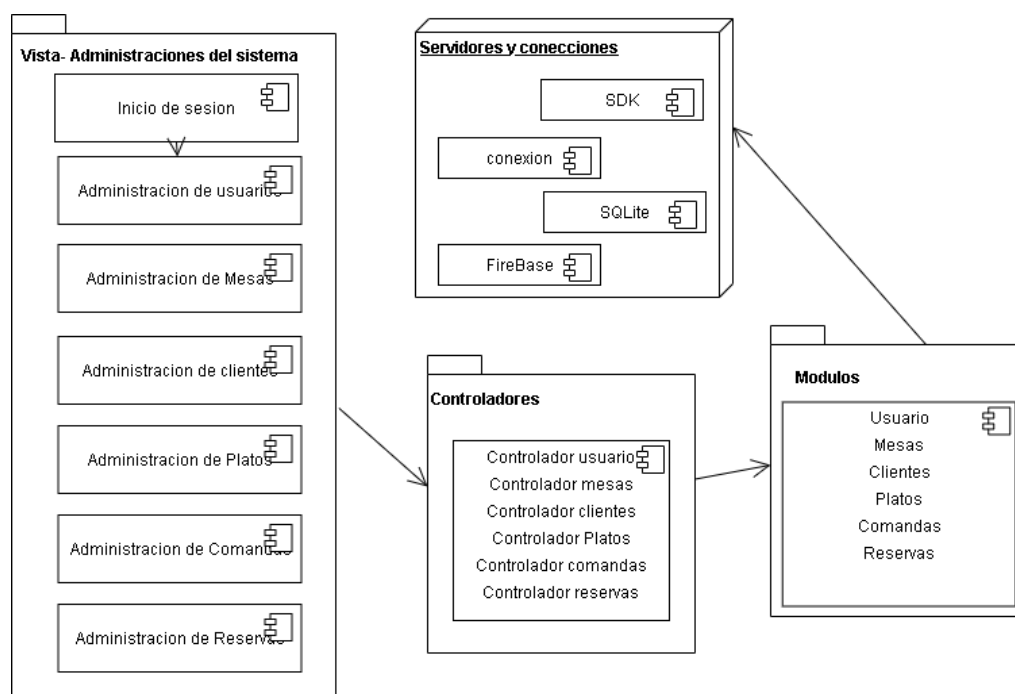 Vista- Administraciones del sistema
Inicio de sesion
Administracion de usuarios
Administracion de Mesas
Administracion de clientes
Administracion de Platos
Administracion de Comandas
Administracion de Reservas
Servidores y conecciones
SDK
conexion
SQLite
FireBase
Controladores
Controlador usuario
Controlador mesas
Controlador clientes
Controlador Platos
Controlador comandas
Controlador reservas
Modulos
Usuario
Mesas
Clientes
Platos
Comandas
Reservas